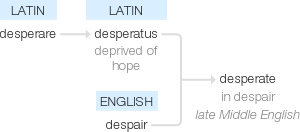 LATIN
LATIN
desperare
desperatus
deprived of
hope
ENGLISH
despair
desperate
in despair
late Middle English